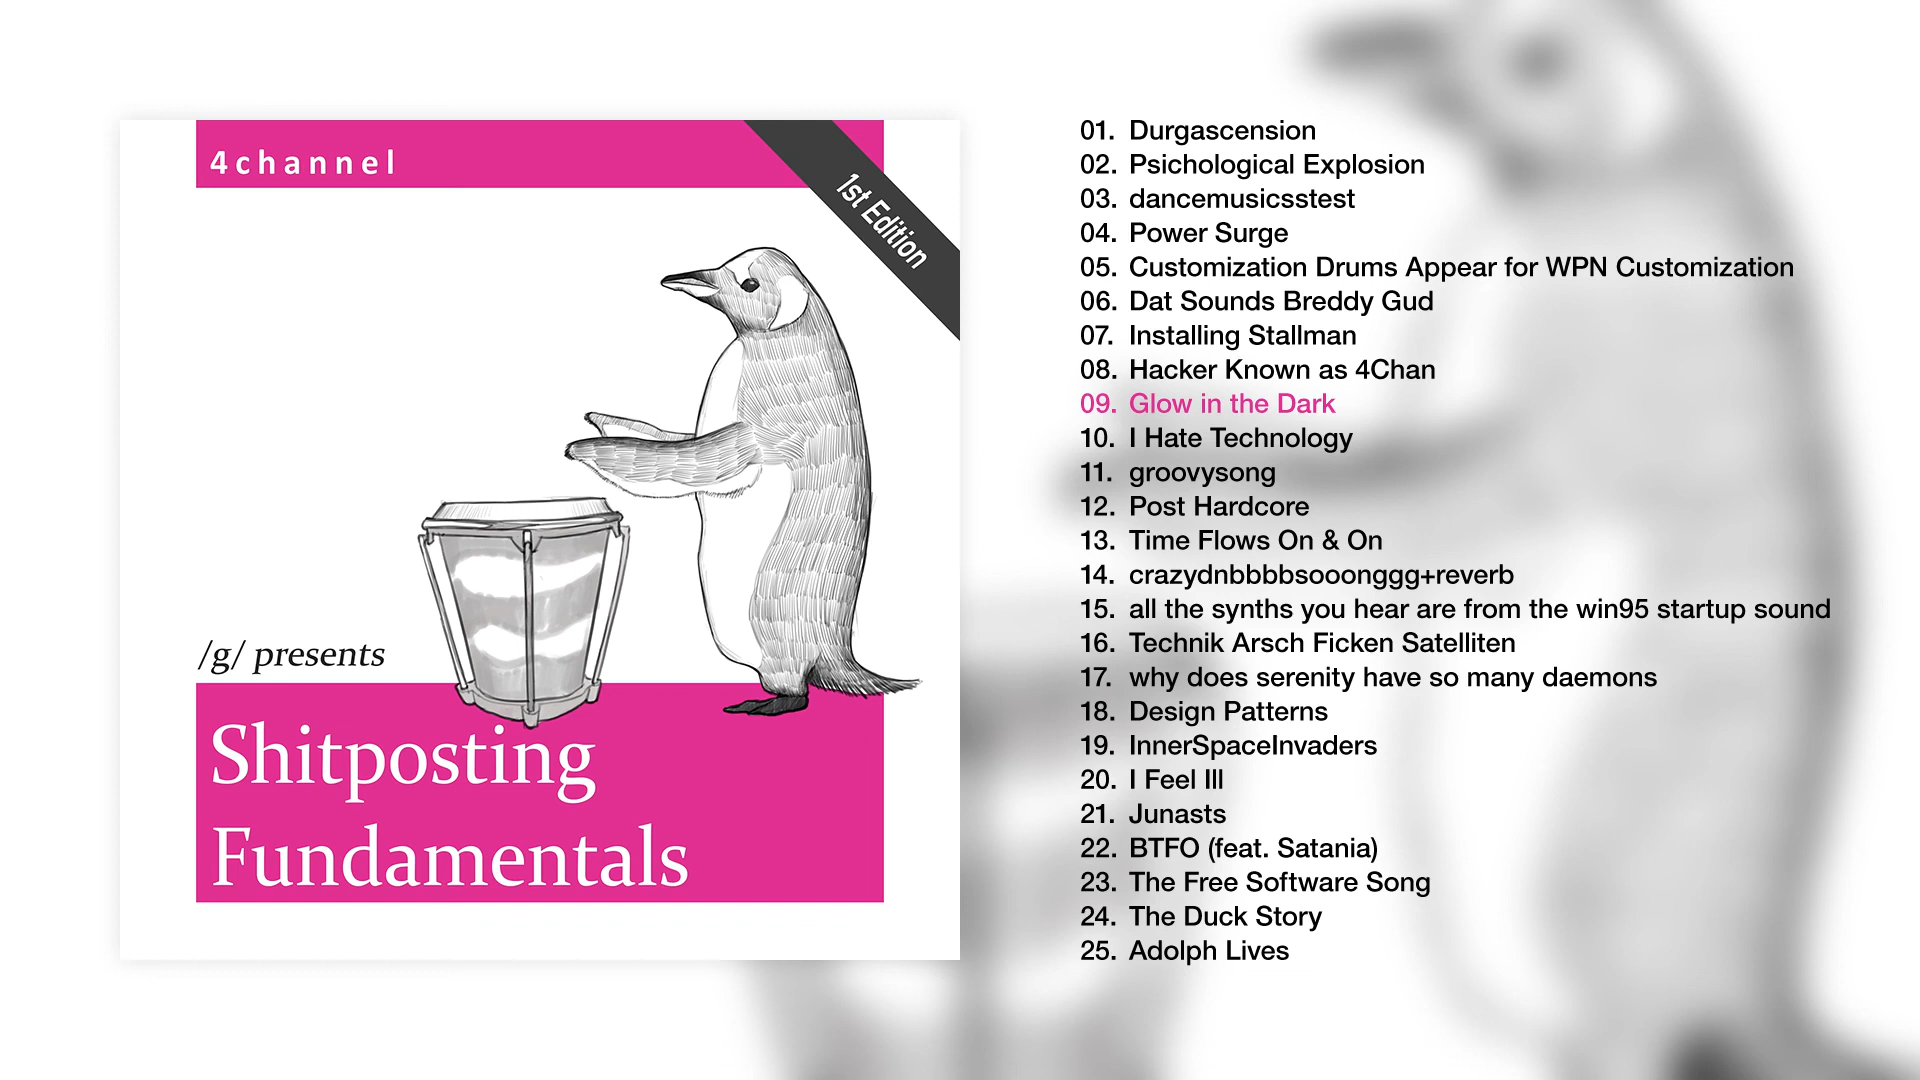 4channel
1st Edition
/g/ presents
Shitposting
Fundamentals
01. Durgascension
02. Psichological Explosion
03. dancemusicsstest
04. Power Surge
05. Customization Drums Appear for WPN Customization
06. Dat Sounds Breddy Gud
07. Installing Stallman
08. Hacker Known as 4Chan
09. Glow in the Dark
10. I Hate Technology
11. groovysong
12. Post Hardcore
13. Time Flows On & On
14. crazydnbbbbsooonggg+reverb
15. all the synths you hear are from the win95 startup sound
16. Technik Arsch Ficken Satelliten
17. why does serenity have so many daemons
18. Design Patterns
19. InnerSpaceInvaders
20. I Feel Ill
21. Junasts
22. BTFO (feat. Satania)
23. The Free Software Song
24. The Duck Story
25. Adolph Lives